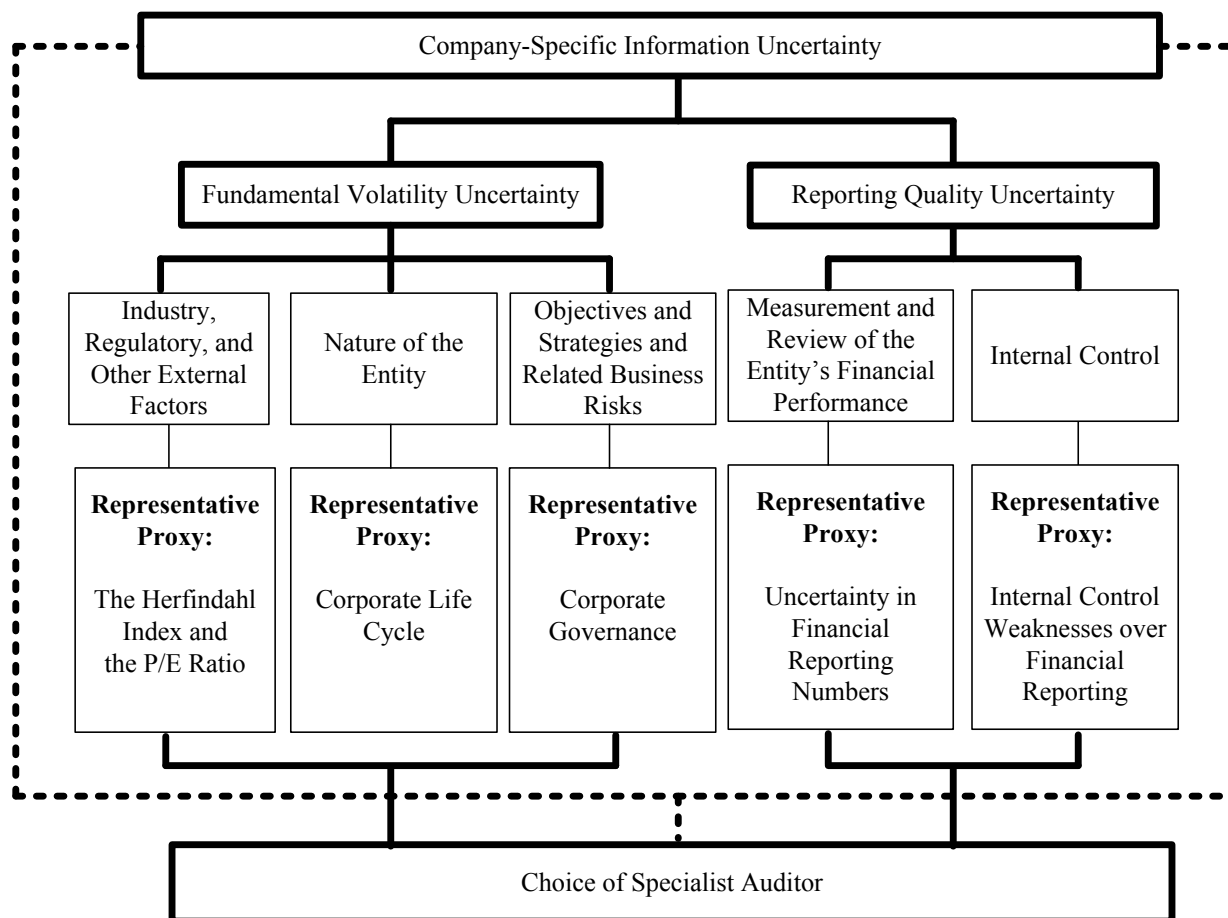 Company-Specific Information Uncertainty
Fundamental Volatility Uncertainty
Reporting Quality Uncertainty
Industry,
Regulatory, and
Other External
Factors
Nature of the
Entity
Objectives and
Strategies and
Related Business
Risks
Measurement and
Review of the
Entity’s Financial
Performance
Internal Control
Representative
Proxy:
The Herfindahl
Index and
the P/E Ratio
Representative
Proxy:
Corporate Life
Cycle
Representative
Proxy:
Corporate
Governance
Representative
Proxy:
Uncertainty in
Financial
Reporting
Numbers
Representative
Proxy:
Internal Control
Weaknesses over
Financial
Reporting
Choice of Specialist Auditor